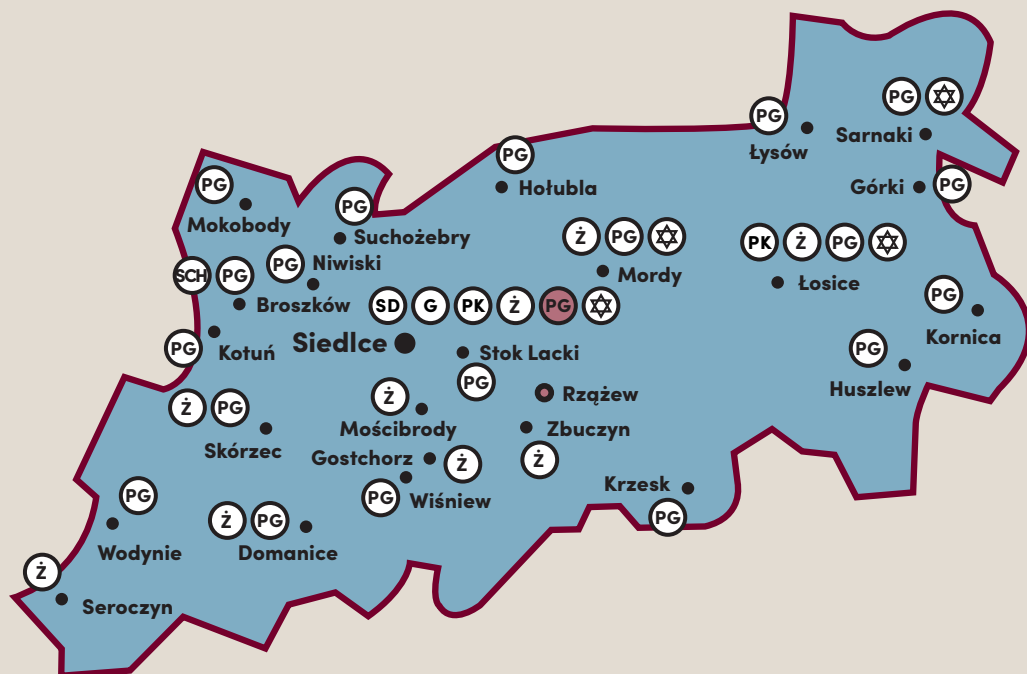 PG
PG
Łysów
Sarnaki
PG
Hołubla
Górki
PG
PG
Mokobody
PG
Suchożebry
Ż PG
Mordy
PK Ż PG
Łosice
PG
Niwiski
SCH PG
Broszków
SD G PK Ż PG
Siedlce
PG
Kornica
PG
Kotuń
Stok Lacki
PG
PG
Huszlew
Rzążew
Ż
Mościbrody
Ż PG
Skórzec
Zbuczyn
Ż
Gostchorz
Ż
PG
Wiśniew
Krzesk
PG
PG
Wodynie
Ż PG
Domanice
Ż
Seroczyn